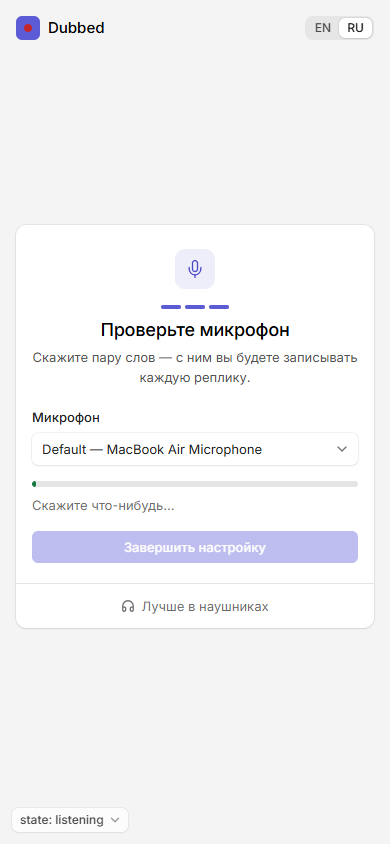 Dubbed
EN RU
Проверьте микрофон
Скажите пару слов — с ним вы будете записывать
каждую реплику.
Микрофон
Default — MacBook Air Microphone
Скажите что-нибудь...
Завершить настройку
Лучше в наушниках
state: listening